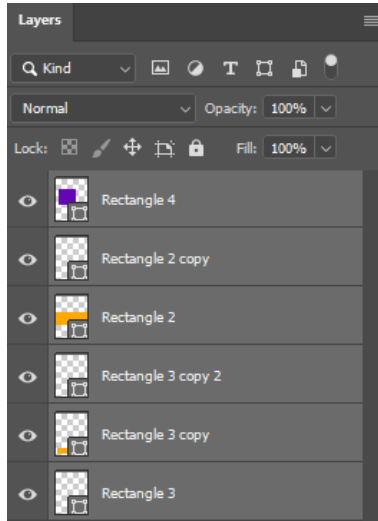 Layers
Kind
Normal Opacity: 100%
Lock: Fill: 100%
Rectangle 4
Rectangle 2 copy
Rectangle 2
Rectangle 3 copy 2
Rectangle 3 copy
Rectangle 3